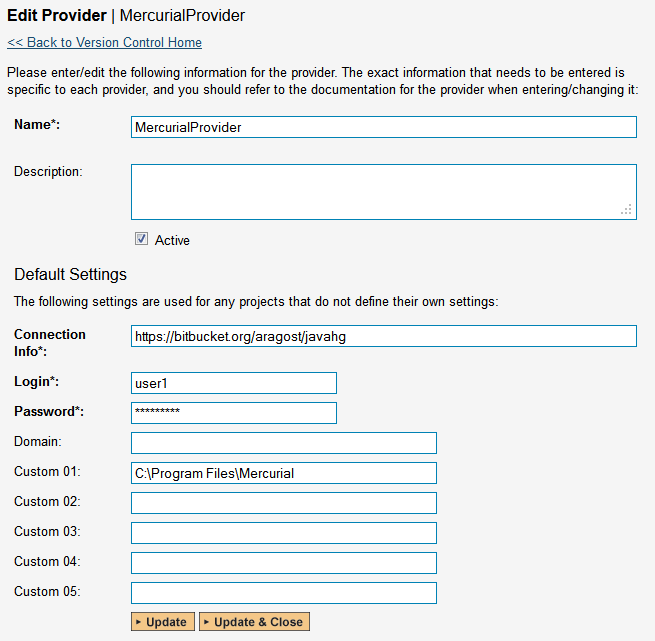 Edit Provider | MercurialProvider
<< Back to Version Control Home
Please enter/edit the following information for the provider. The exact information that needs to be entered is
specific to each provider, and you should refer to the documentation for the provider when entering/changing it:
Name*: MercurialProvider
Description:
Active
Default Settings
The following settings are used for any projects that do not define their own settings:
Connection Info*: https://bitbucket.org/aragost/javahg
Login*: user1
Password*: *********
Domain:
Custom 01: C:\Program Files\Mercurial
Custom 02:
Custom 03:
Custom 04:
Custom 05:
Update Update & Close